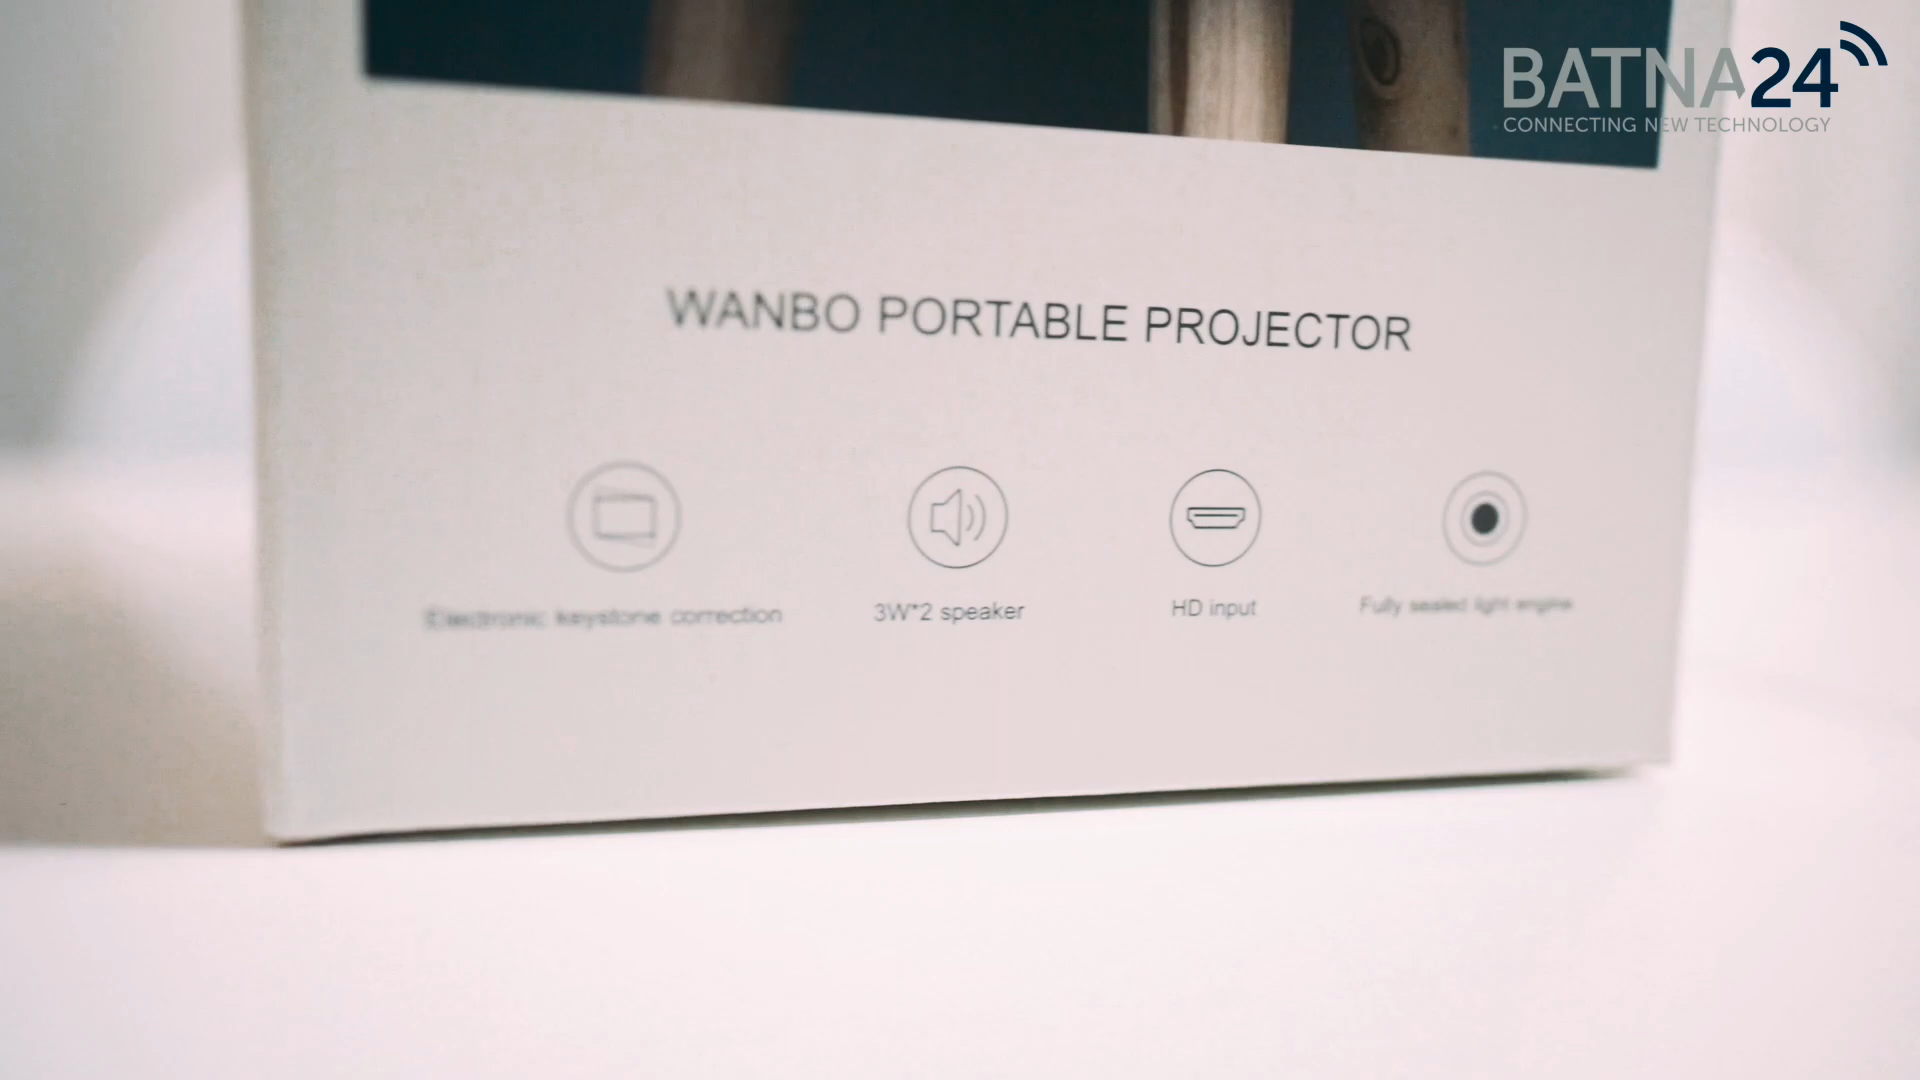 BATNA24
CONNECTING NEW TECHNOLOGY
WANBO PORTABLE PROJECTOR
Electronic keystone correction
3W*2 speaker
HD input
Fully sealed light engine